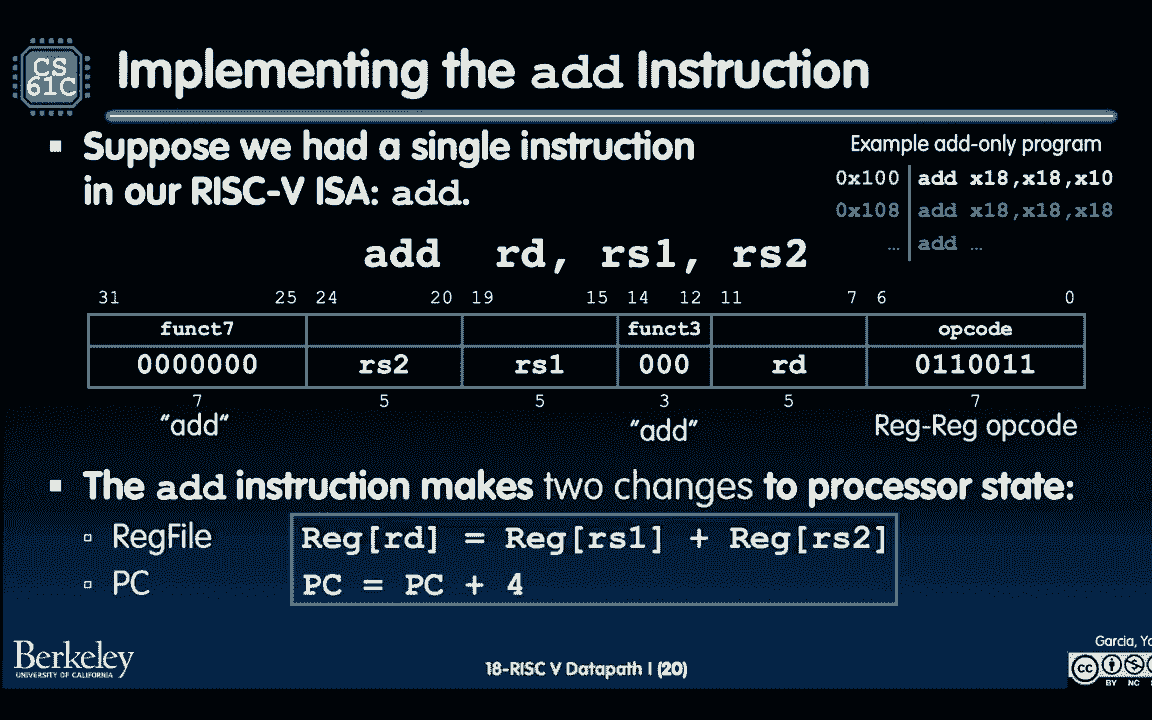 CS
61C
Implementing the add Instruction
▪ Suppose we had a single instruction
in our RISC-V ISA: add.
Example add-only program
0x100 add x18,x18,x10
0x108 add x18,x18,x18
… add …
add rd, rs1, rs2
31 25 24 20 19 15 14 12 11 7 6 0
funct7 funct3 opcode
0000000 rs2 rs1 000 rd 0110011
7 5 5 3 5 7
“add” “add” Reg-Reg opcode
▪ The add instruction makes two changes to processor state:
▫ RegFile Reg[rd] = Reg[rs1] + Reg[rs2]
▫ PC PC = PC + 4
Berkeley
UNIVERSITY OF CALIFORNIA
18-RISC V Datapath I (20)
Garcia,
cc
BY NC